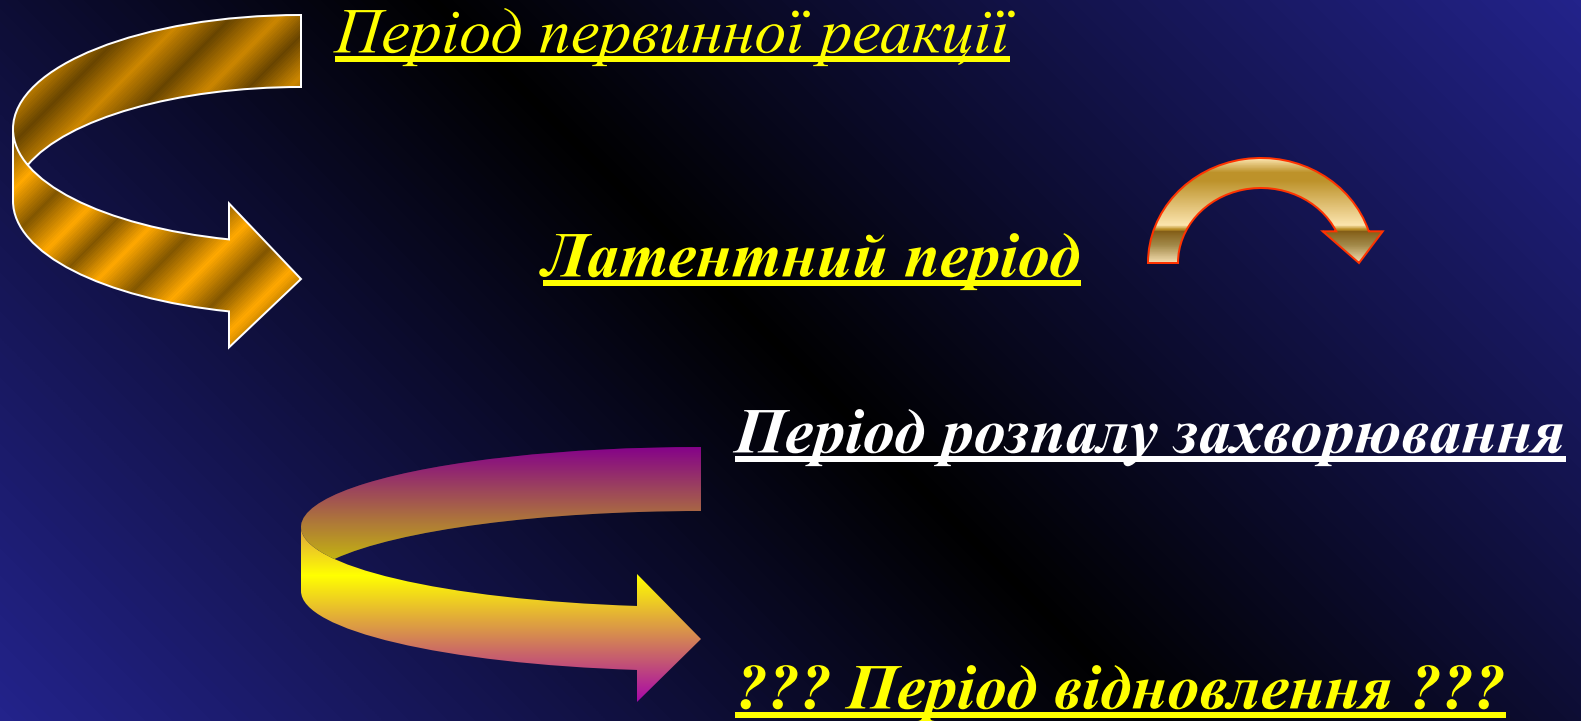 Період первинної реакції
Латентний період
Період розпалу захворювання
??? Період відновлення ???